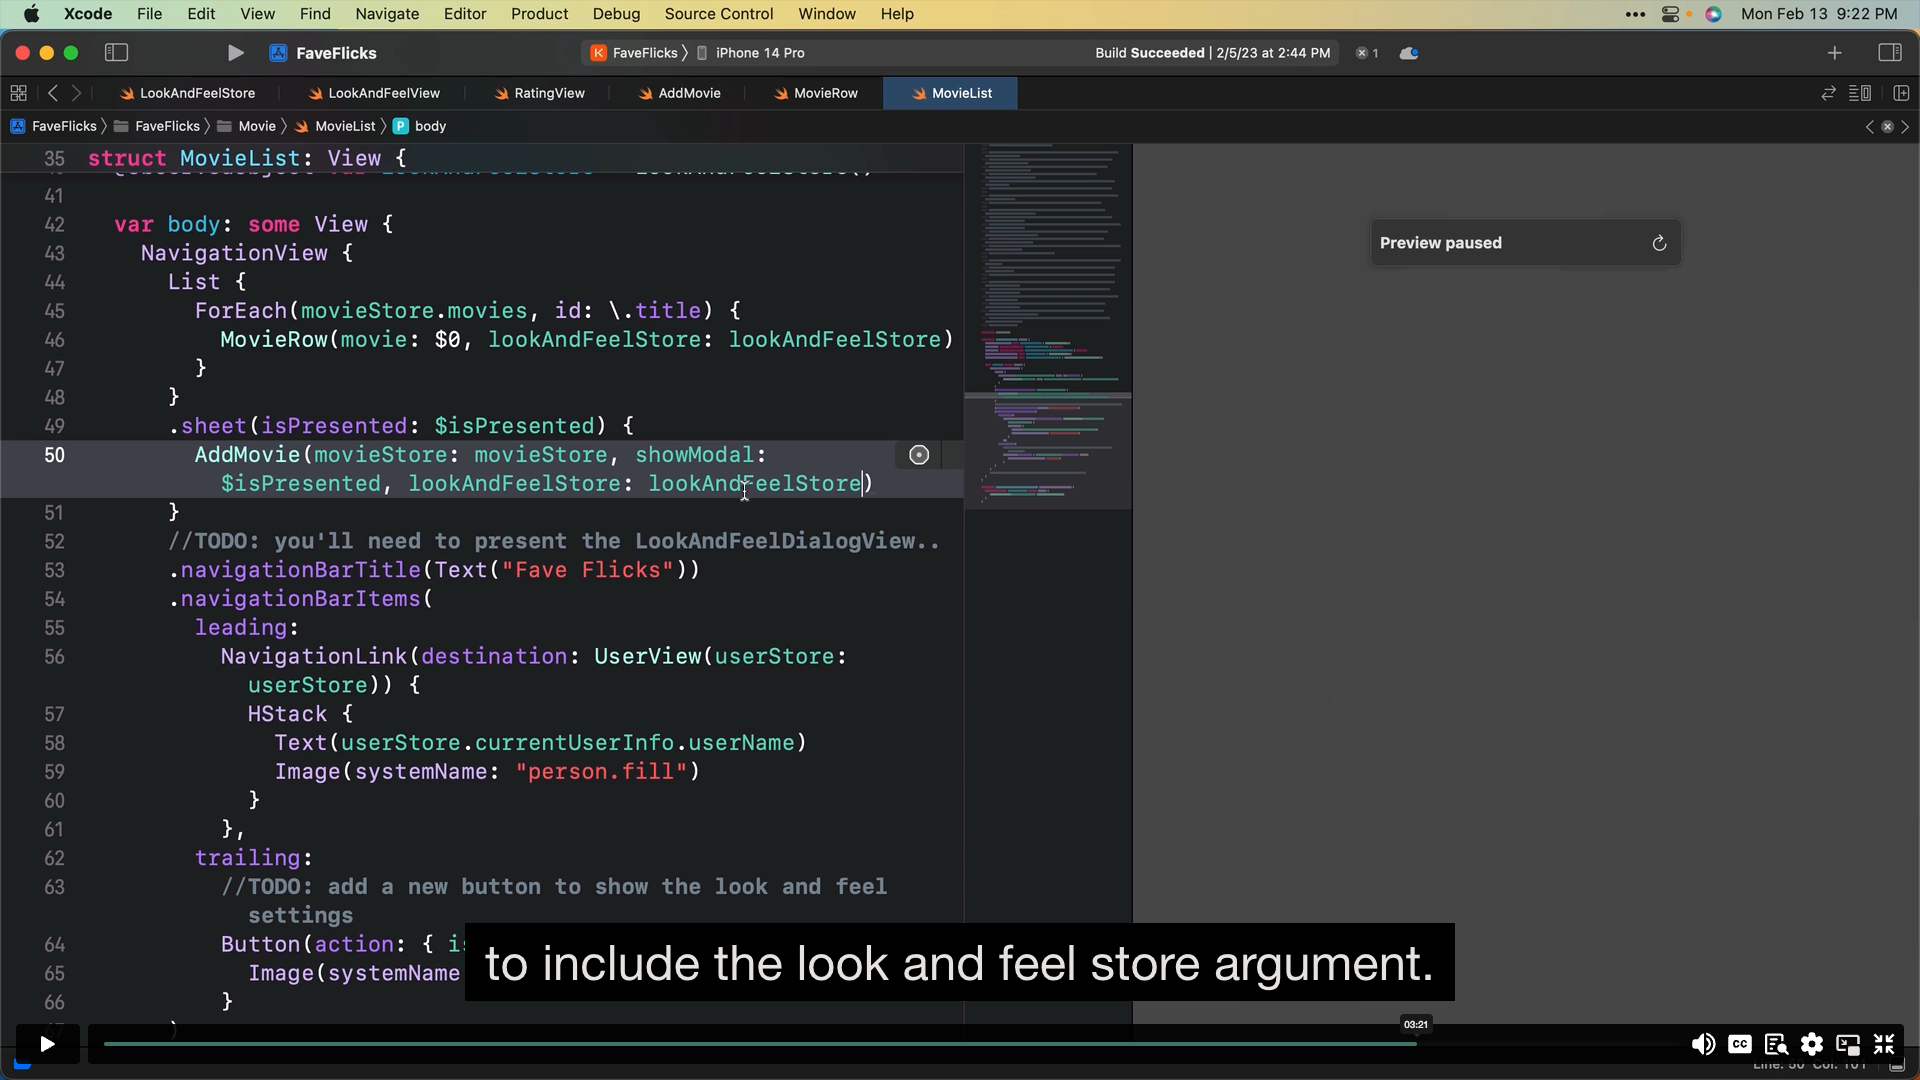 Xcode File Edit View Find Navigate Editor Product Debug Source Control Window Help Mon Feb 13 9:22 PM
FaveFlicks FaveFlicks iPhone 14 Pro Build Succeeded | 2/5/23 at 2:44 PM 1
LookAndFeelStore LookAndFeelView RatingView AddMovie MovieRow MovieList
FaveFlicks FaveFlicks Movie MovieList P body
35 struct MovieList: View {
41
42 var body: some View {
43 NavigationView {
44 List {
45 ForEach(movieStore.movies, id: \.title) {
46 MovieRow(movie: $0, lookAndFeelStore: lookAndFeelStore)
47 }
48 }
49 .sheet(isPresented: $isPresented) {
50 AddMovie(movieStore: movieStore, showModal:
$isPresented, lookAndFeelStore: lookAndFeelStore)
51 }
52 //TODO: you'll need to present the LookAndFeelDialogView..
53 .navigationBarTitle(Text("Fave Flicks"))
54 .navigationBarItems(
55 leading:
56 NavigationLink(destination: UserView(userStore:
userStore)) {
57 HStack {
58 Text(userStore.currentUserInfo.userName)
59 Image(systemName: "person.fill")
60 }
61 },
62 trailing:
63 //TODO: add a new button to show the look and feel
settings
64 Button(action: { is
65 Image(systemName
66 }
67 )
Preview paused
to include the look and feel store argument.
03:21
CC
Line: 50 Col: 101